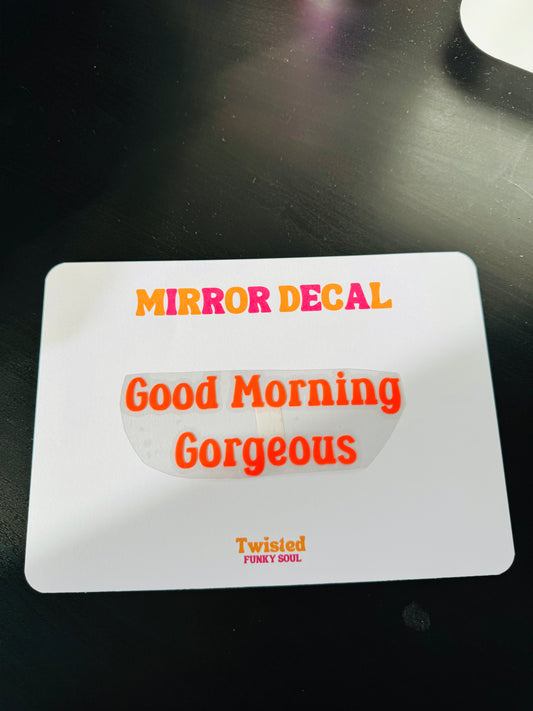 MIRROR DECAL
Good Morning
Gorgeous
Twisted
FUNKY SOUL